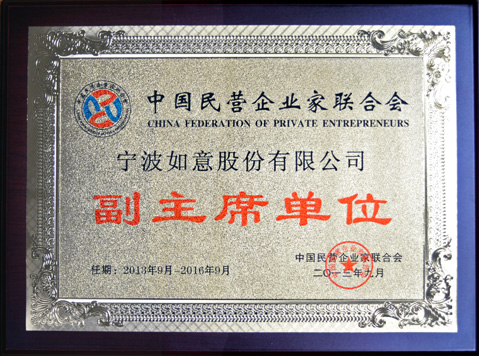 中国民营企业家联合会
CHINA FEDERATION OF PRIVATE ENTREPRENEURS
宁波如意股份有限公司
副主席单位
中国民营企业家联合会
任期：2013年9月-2016年9月
二〇一三年九月